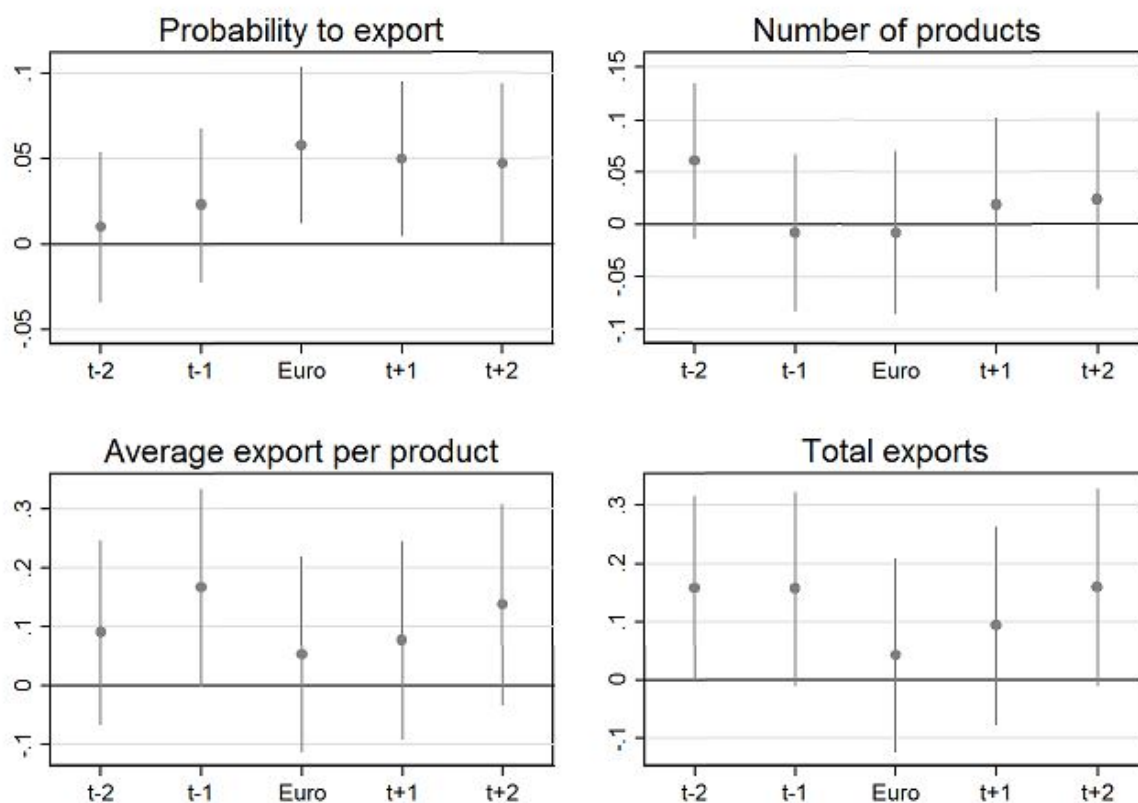 Probability to export
.1
.05
0
-.05
t-2 t-1 Euro t+1 t+2
Number of products
.15
.1
.05
0
-.05
-.1
t-2 t-1 Euro t+1 t+2
Average export per product
.3
.2
.1
0
-.1
t-2 t-1 Euro t+1 t+2
Total exports
.3
.2
.1
0
-.1
t-2 t-1 Euro t+1 t+2